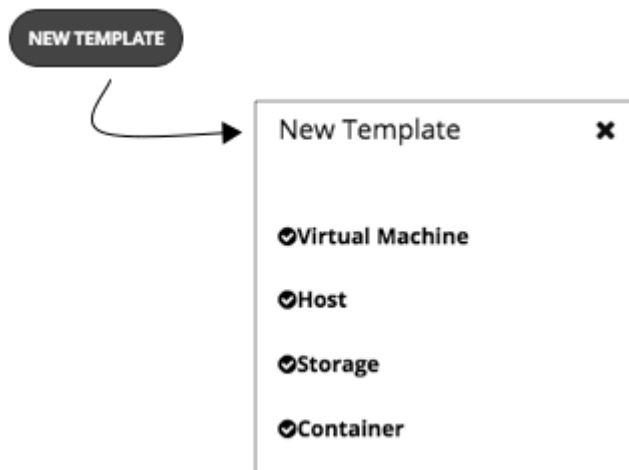 NEW TEMPLATE
New Template
Virtual Machine
Host
Storage
Container